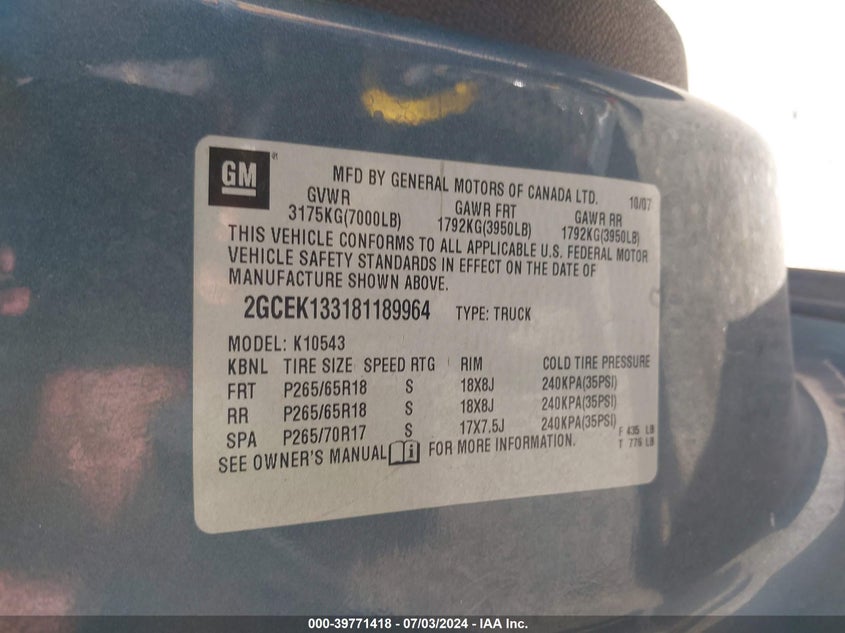 GM
MFD BY GENERAL MOTORS OF CANADA LTD. 10/07
GVWR GAWR FRT GAWR RR
3175KG(7000LB) 1792KG(3950LB) 1792KG(3950LB)
THIS VEHICLE CONFORMS TO ALL APPLICABLE U.S. FEDERAL MOTOR
VEHICLE SAFETY STANDARDS IN EFFECT ON THE DATE OF
MANUFACTURE SHOWN ABOVE.
2GCEK133181189964 TYPE: TRUCK
MODEL: K10543
KBNL TIRE SIZE SPEED RTG RIM COLD TIRE PRESSURE
FRT P265/65R18 S 18X8J 240KPA(35PSI)
RR P265/65R18 S 18X8J 240KPA(35PSI)
SPA P265/70R17 S 17X7.5J 240KPA(35PSI)
F 435 LB
T 776 LB
SEE OWNER'S MANUAL FOR MORE INFORMATION.
000-39771418 - 07/03/2024 - IAA Inc.